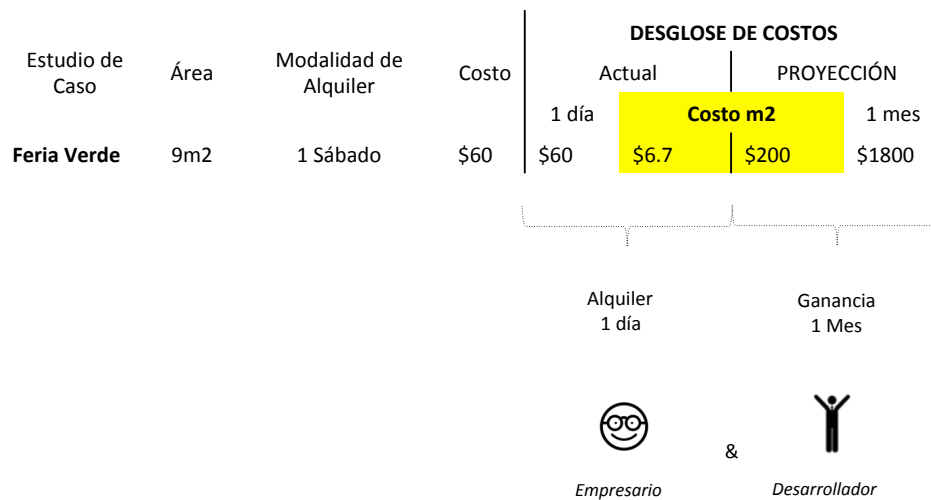 DESGLOSE DE COSTOS
Estudio de Caso Área Modalidad de Alquiler Costo Actual PROYECCIÓN
1 día Costo m2 1 mes
Feria Verde 9m2 1 Sábado $60 $60 $6.7 $200 $1800
Alquiler Ganancia
1 día 1 Mes
&
Empresario Desarrollador